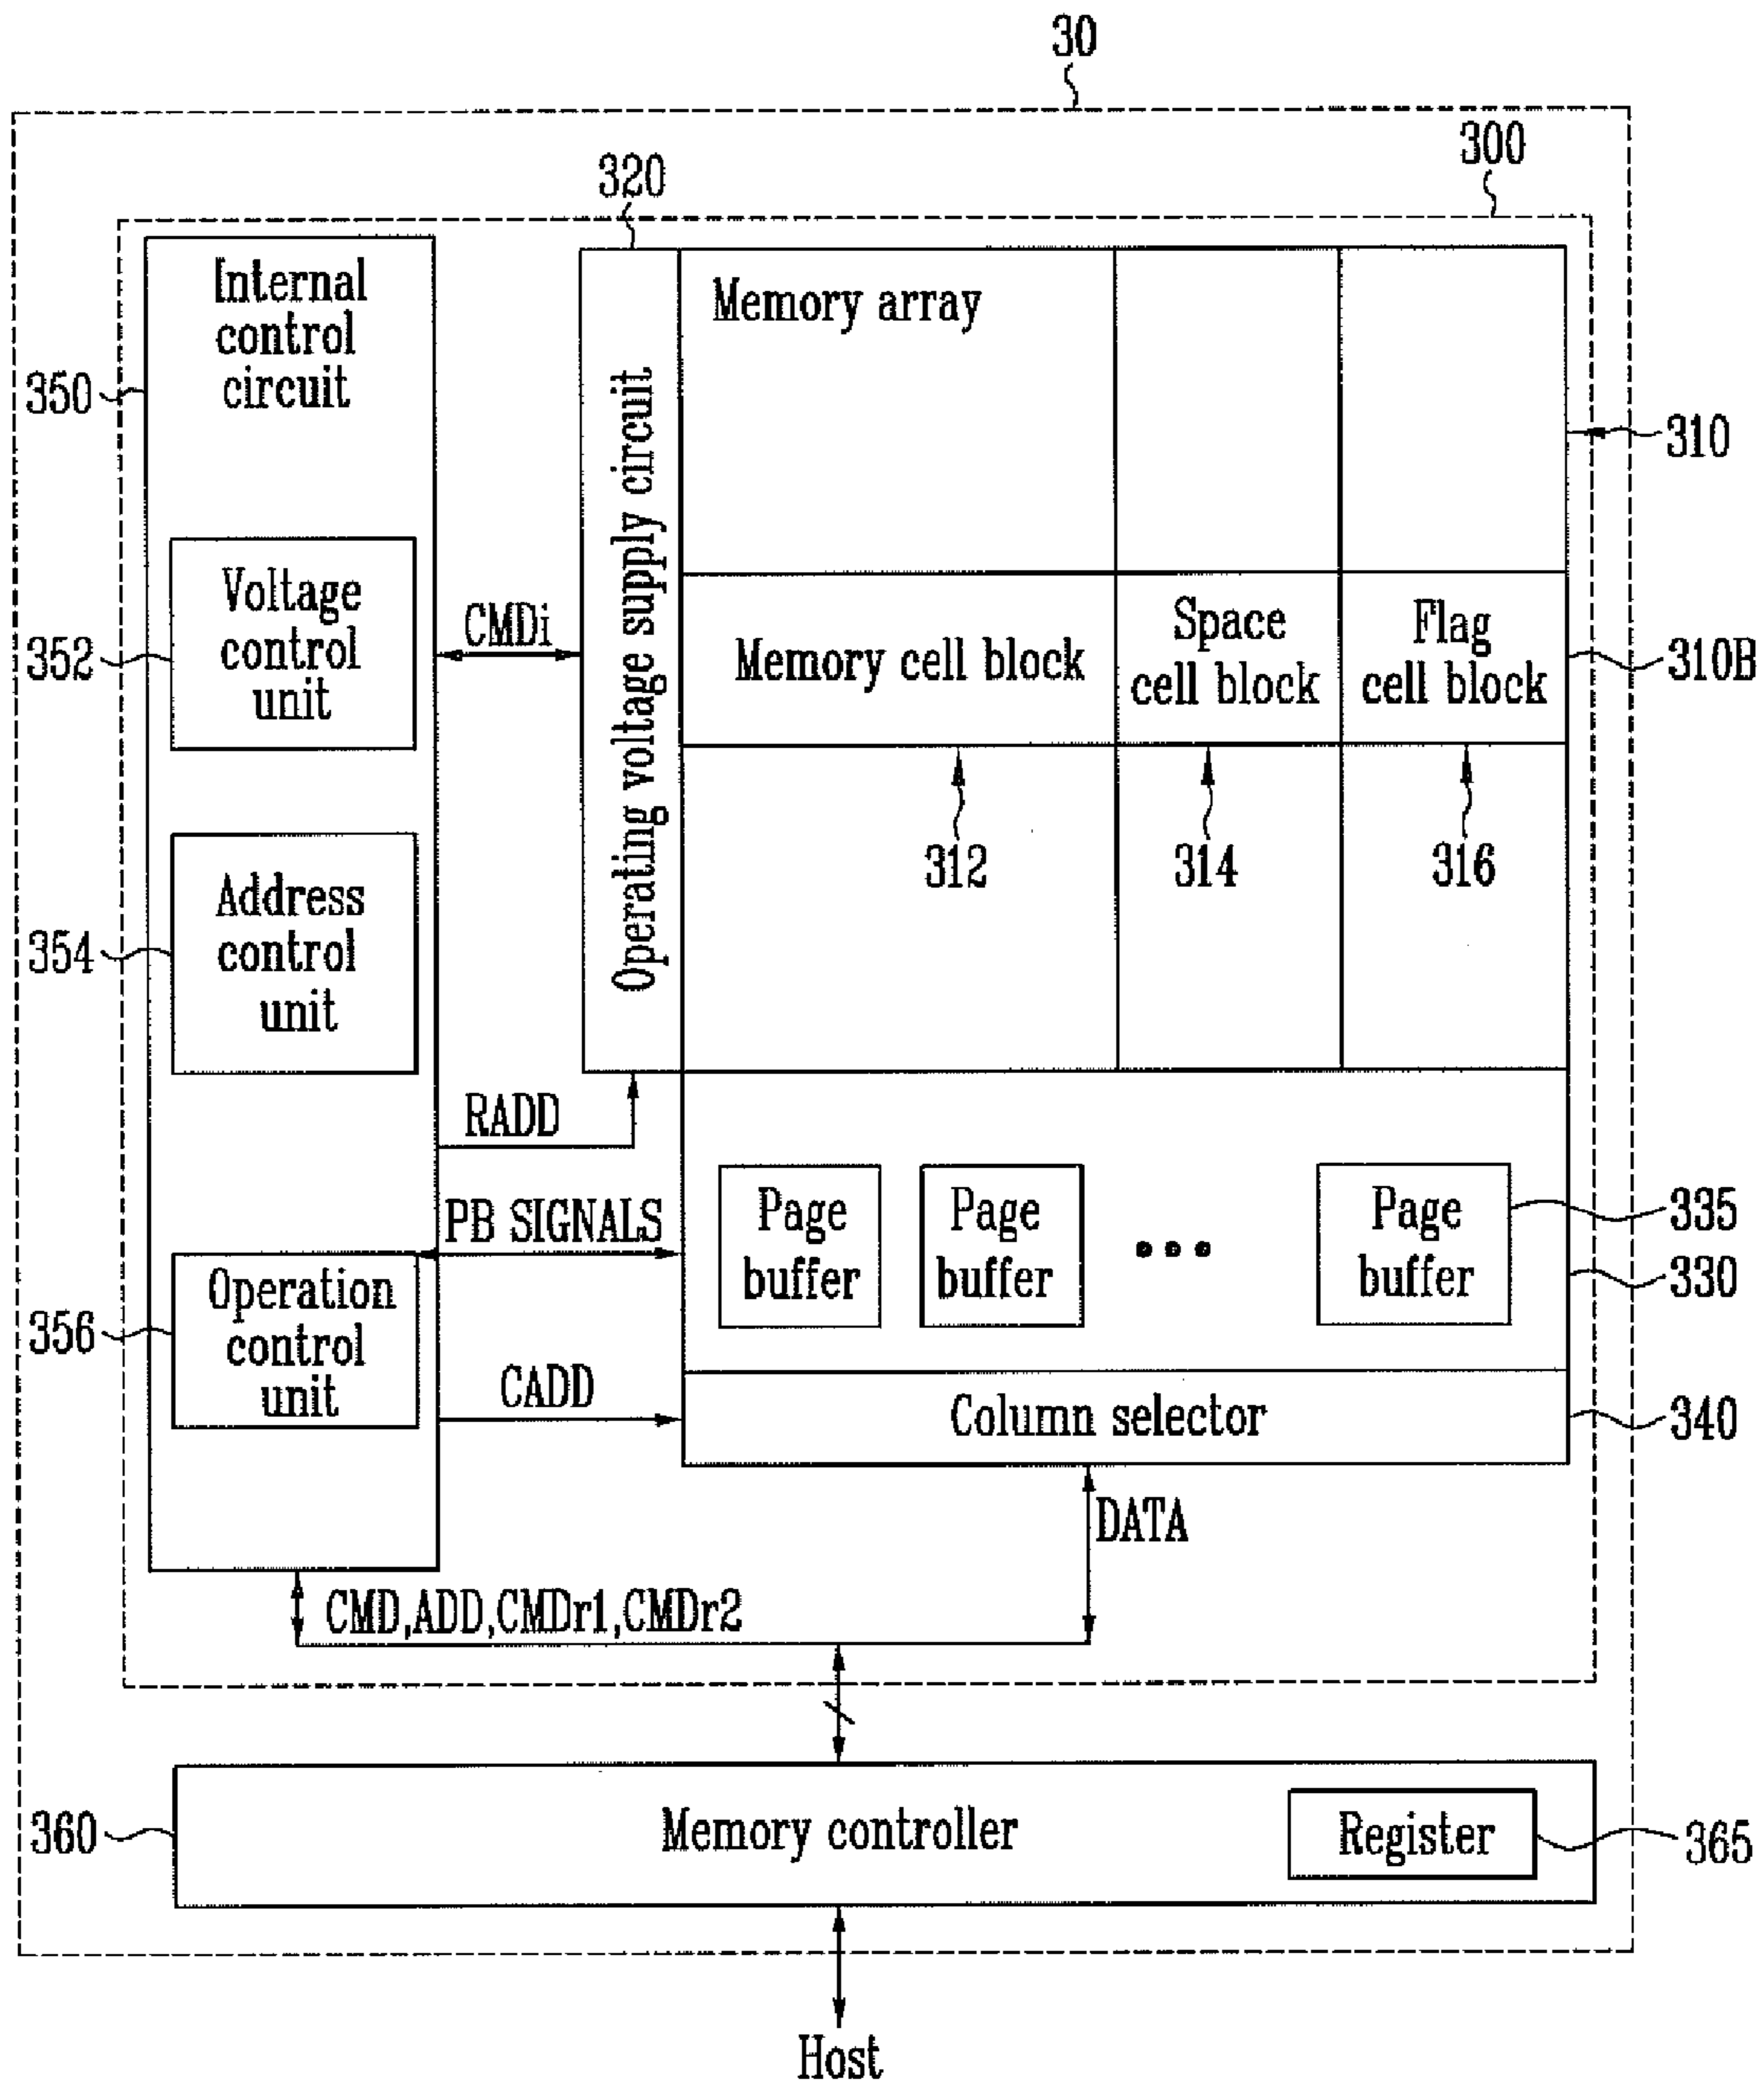 30
300
320
Internal
control
circuit
350
Memory array
310
Operating voltage supply circuit
Voltage
control
unit
352
CMDi
Memory cell block
Space
cell block
Flag
cell block
310B
312
314
316
Address
control
unit
354
RADD
PB SIGNALS
Page
buffer
Page
buffer
Page
buffer
335
330
Operation
control
unit
356
CADD
Column selector
340
DATA
CMD,ADD,CMDr1,CMDr2
360
Memory controller
Register
365
Host